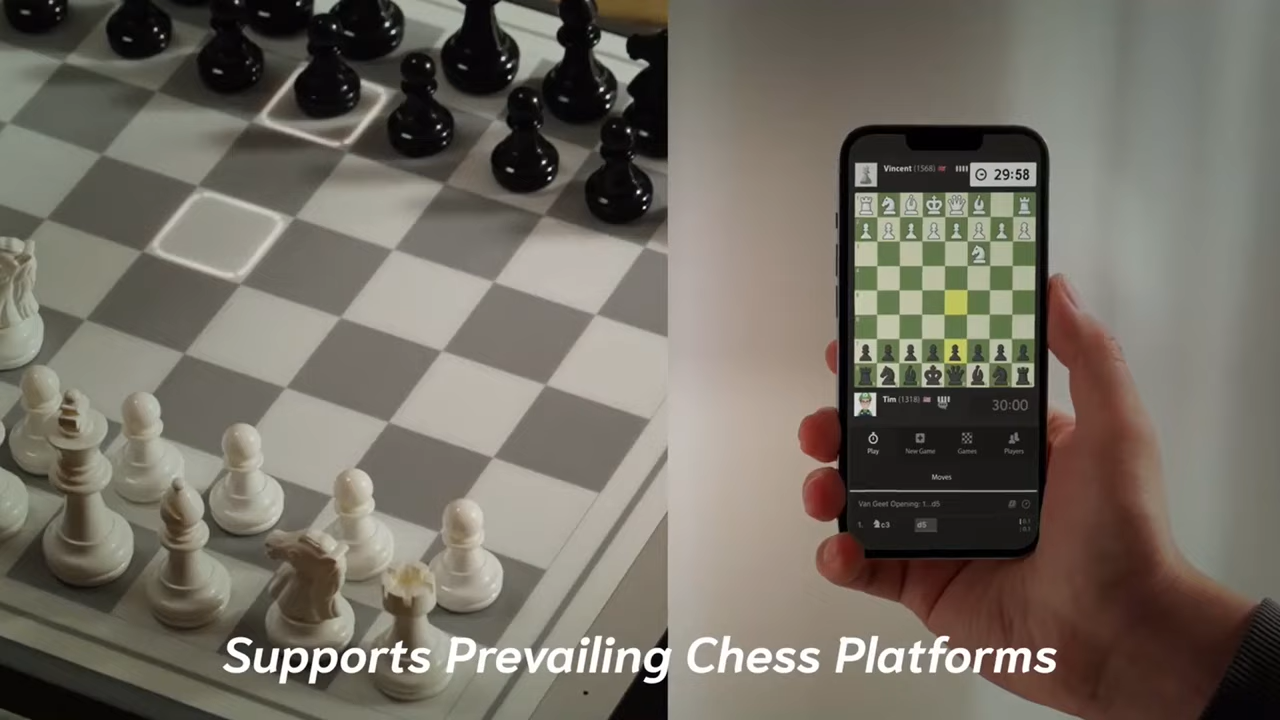 Vincent (1568)
29:58
Tim (1318)
30:00
Play
New Game
Games
Players
Moves
Van Geet Opening: 1...d5
1. c3 d5
Supports Prevailing Chess Platforms